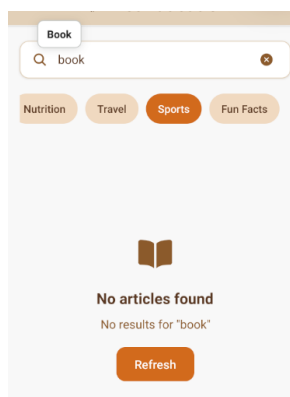 Book
book
Nutrition Travel Sports Fun Facts
No articles found
No results for "book"
Refresh